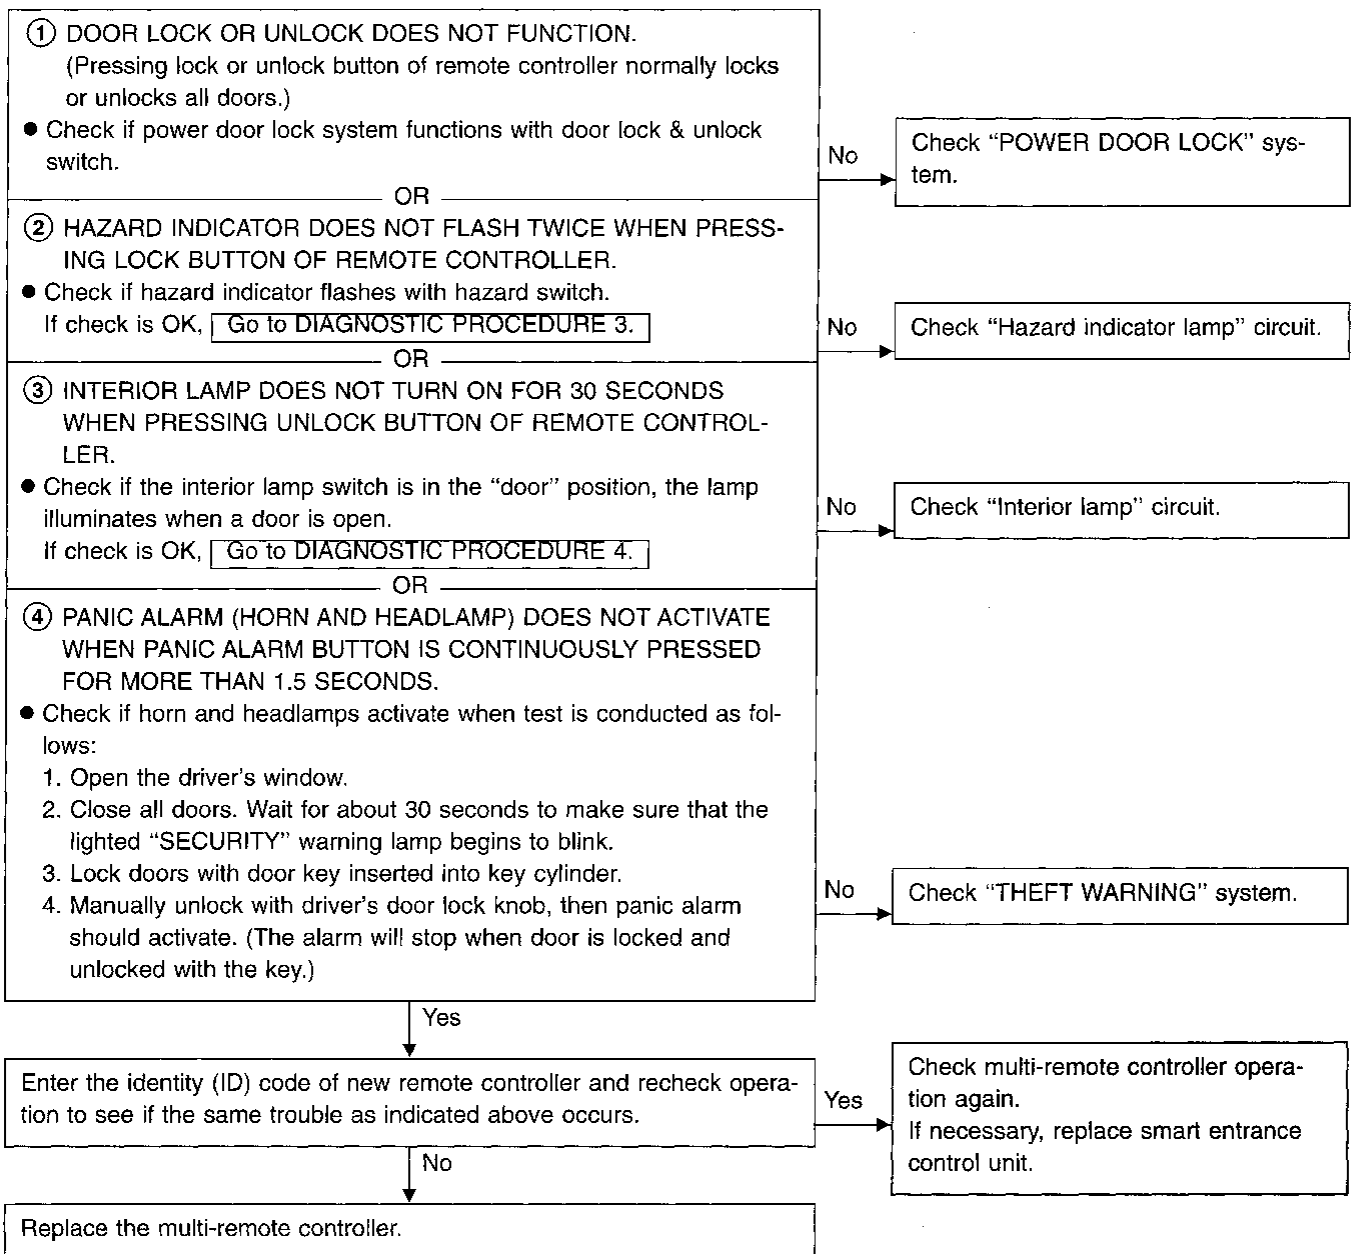 ① DOOR LOCK OR UNLOCK DOES NOT FUNCTION.
(Pressing lock or unlock button of remote controller normally locks
or unlocks all doors.)
● Check if power door lock system functions with door lock & unlock
switch.
No
Check “POWER DOOR LOCK” sys-
tem.
OR
② HAZARD INDICATOR DOES NOT FLASH TWICE WHEN PRESS-
ING LOCK BUTTON OF REMOTE CONTROLLER.
● Check if hazard indicator flashes with hazard switch.
If check is OK, Go to DIAGNOSTIC PROCEDURE 3.
No
Check “Hazard indicator lamp” circuit.
OR
③ INTERIOR LAMP DOES NOT TURN ON FOR 30 SECONDS
WHEN PRESSING UNLOCK BUTTON OF REMOTE CONTROL-
LER.
● Check if the interior lamp switch is in the “door” position, the lamp
illuminates when a door is open.
If check is OK, Go to DIAGNOSTIC PROCEDURE 4.
No
Check “Interior lamp” circuit.
OR
④ PANIC ALARM (HORN AND HEADLAMP) DOES NOT ACTIVATE
WHEN PANIC ALARM BUTTON IS CONTINUOUSLY PRESSED
FOR MORE THAN 1.5 SECONDS.
● Check if horn and headlamps activate when test is conducted as fol-
lows:
1. Open the driver’s window.
2. Close all doors. Wait for about 30 seconds to make sure that the
lighted “SECURITY” warning lamp begins to blink.
3. Lock doors with door key inserted into key cylinder.
4. Manually unlock with driver’s door lock knob, then panic alarm
should activate. (The alarm will stop when door is locked and
unlocked with the key.)
No
Check “THEFT WARNING” system.
Yes
Enter the identity (ID) code of new remote controller and recheck opera-
tion to see if the same trouble as indicated above occurs.
Yes
Check multi-remote controller opera-
tion again.
If necessary, replace smart entrance
control unit.
No
Replace the multi-remote controller.